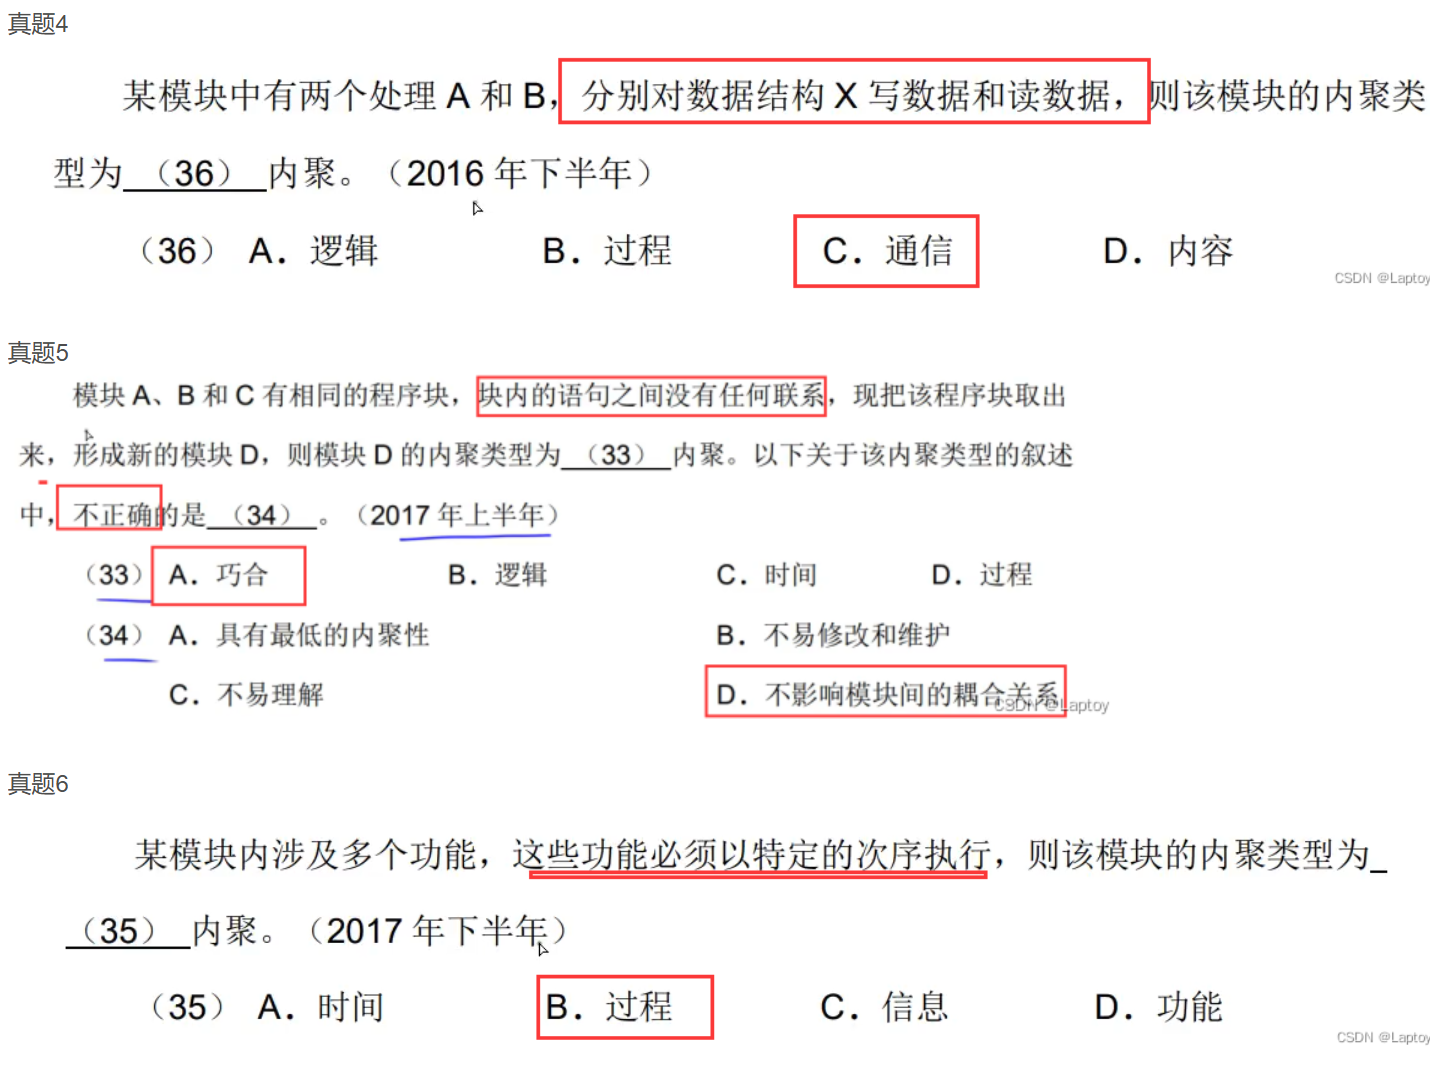 真题4
某模块中有两个处理 A 和 B，分别对数据结构 X 写数据和读数据，则该模块的内聚类
型为 （36） 内聚。（2016 年下半年）
（36） A．逻辑 B．过程 C．通信 D．内容
CSDN @Laptoy
真题5
模块 A、B 和 C 有相同的程序块，块内的语句之间没有任何联系，现把该程序块取出
来，形成新的模块 D，则模块 D 的内聚类型为 （33） 内聚。以下关于该内聚类型的叙述
中，不正确的是 （34） 。（2017 年上半年）
（33） A．巧合 B．逻辑 C．时间 D．过程
（34） A．具有最低的内聚性 B．不易修改和维护
C．不易理解 D．不影响模块间的耦合关系
CSDN @Laptoy
真题6
某模块内涉及多个功能，这些功能必须以特定的次序执行，则该模块的内聚类型为
（35） 内聚。（2017 年下半年）
（35） A．时间 B．过程 C．信息 D．功能
CSDN @Laptoy